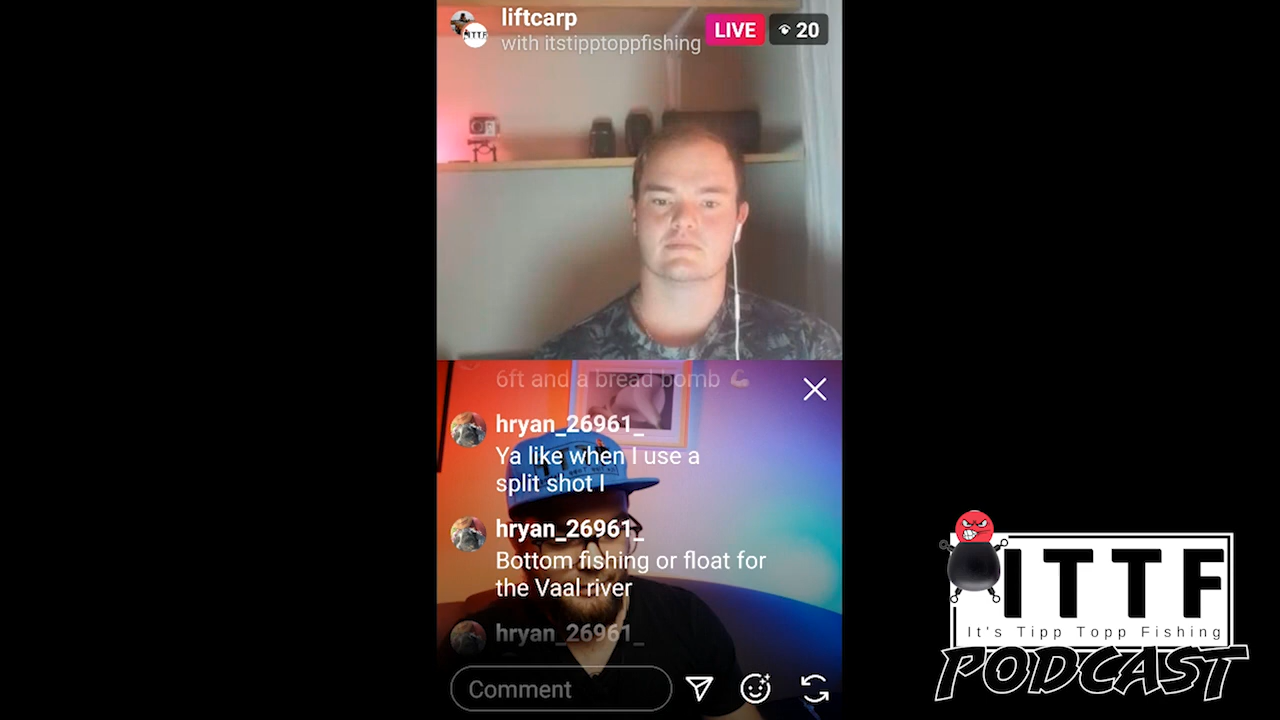 liftcarp
with itstipptoppfishing
LIVE
20
6ft and a bread bomb
hryan_26961_
Ya like when I use a
split shot I
hryan_26961_
Bottom fishing or float for
the Vaal river
hryan_26961_
Comment
ITTF
It's Tipp Topp Fishing
PODCAST